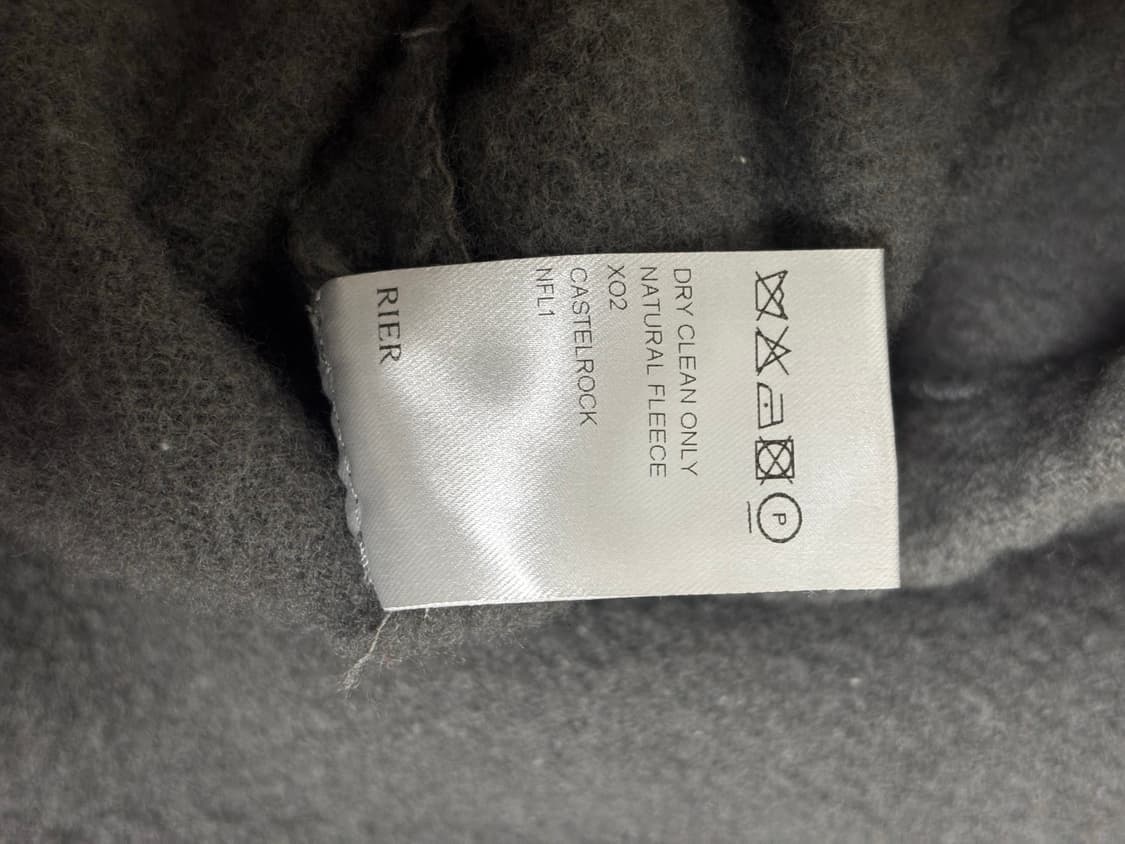 P
DRY CLEAN ONLY
NATURAL FLEECE
XO2
CASTELROCK
NFL1
RIER